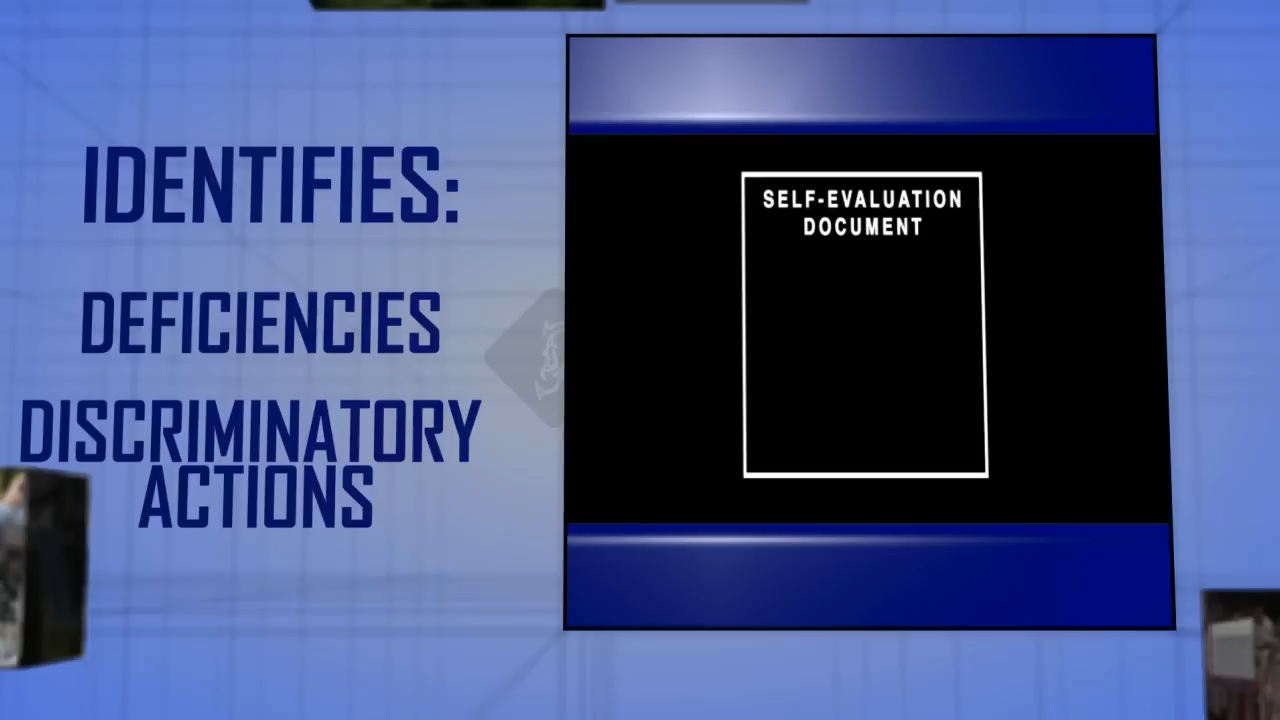 IDENTIFIES:
DEFICIENCIES
DISCRIMINATORY
ACTIONS
SELF-EVALUATION
DOCUMENT